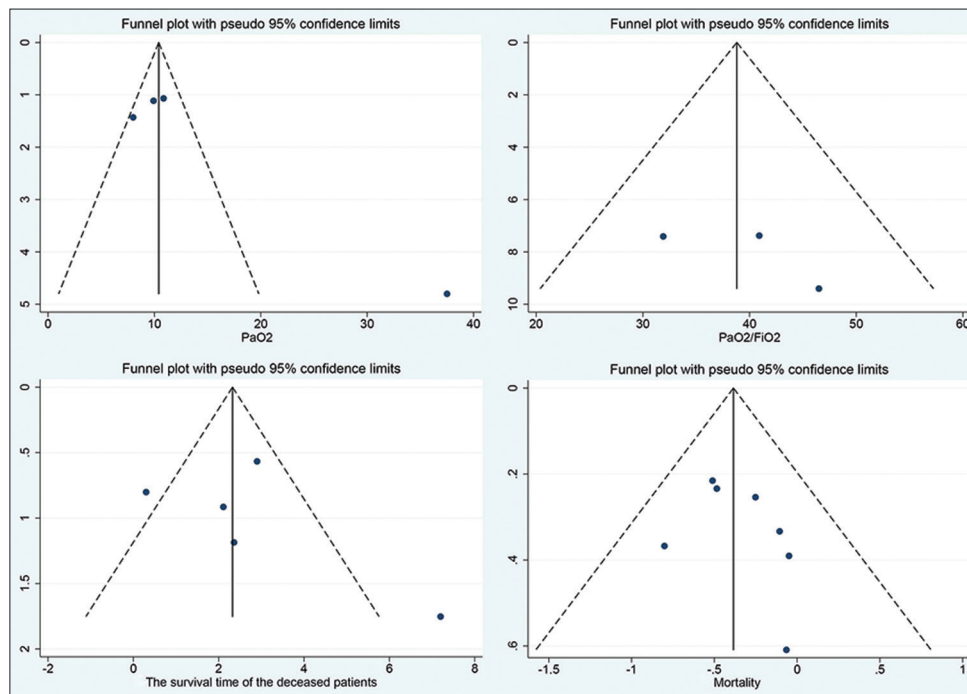 Funnel plot with pseudo 95% confidence limits
0
1
2
3
4
5
0 10 20 30 40
PaO2
Funnel plot with pseudo 95% confidence limits
0
2
4
6
8
10
20 30 40 50 60
PaO2/FiO2
Funnel plot with pseudo 95% confidence limits
0
.5
1
1.5
2
-2 0 2 4 6 8
The survival time of the deceased patients
Funnel plot with pseudo 95% confidence limits
0
.2
.4
.6
-1.5 -1 -.5 0 .5 1
Mortality